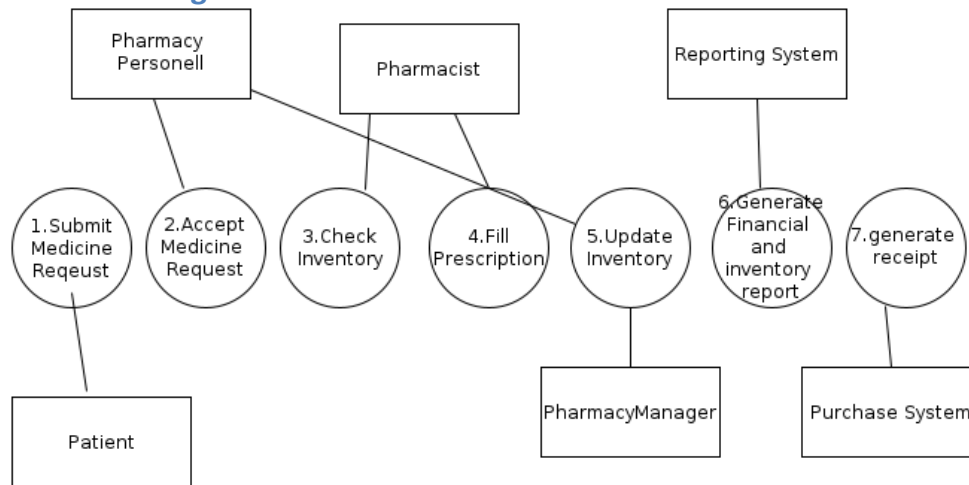 Pharmacy
Personell
Pharmacist
Reporting System
1.Submit
Medicine
Reqeust
2.Accept
Medicine
Request
3.Check
Inventory
4.Fill
Prescription
5.Update
Inventory
6.Generate
Financial
and
inventory
report
7.generate
receipt
Patient
PharmacyManager
Purchase System